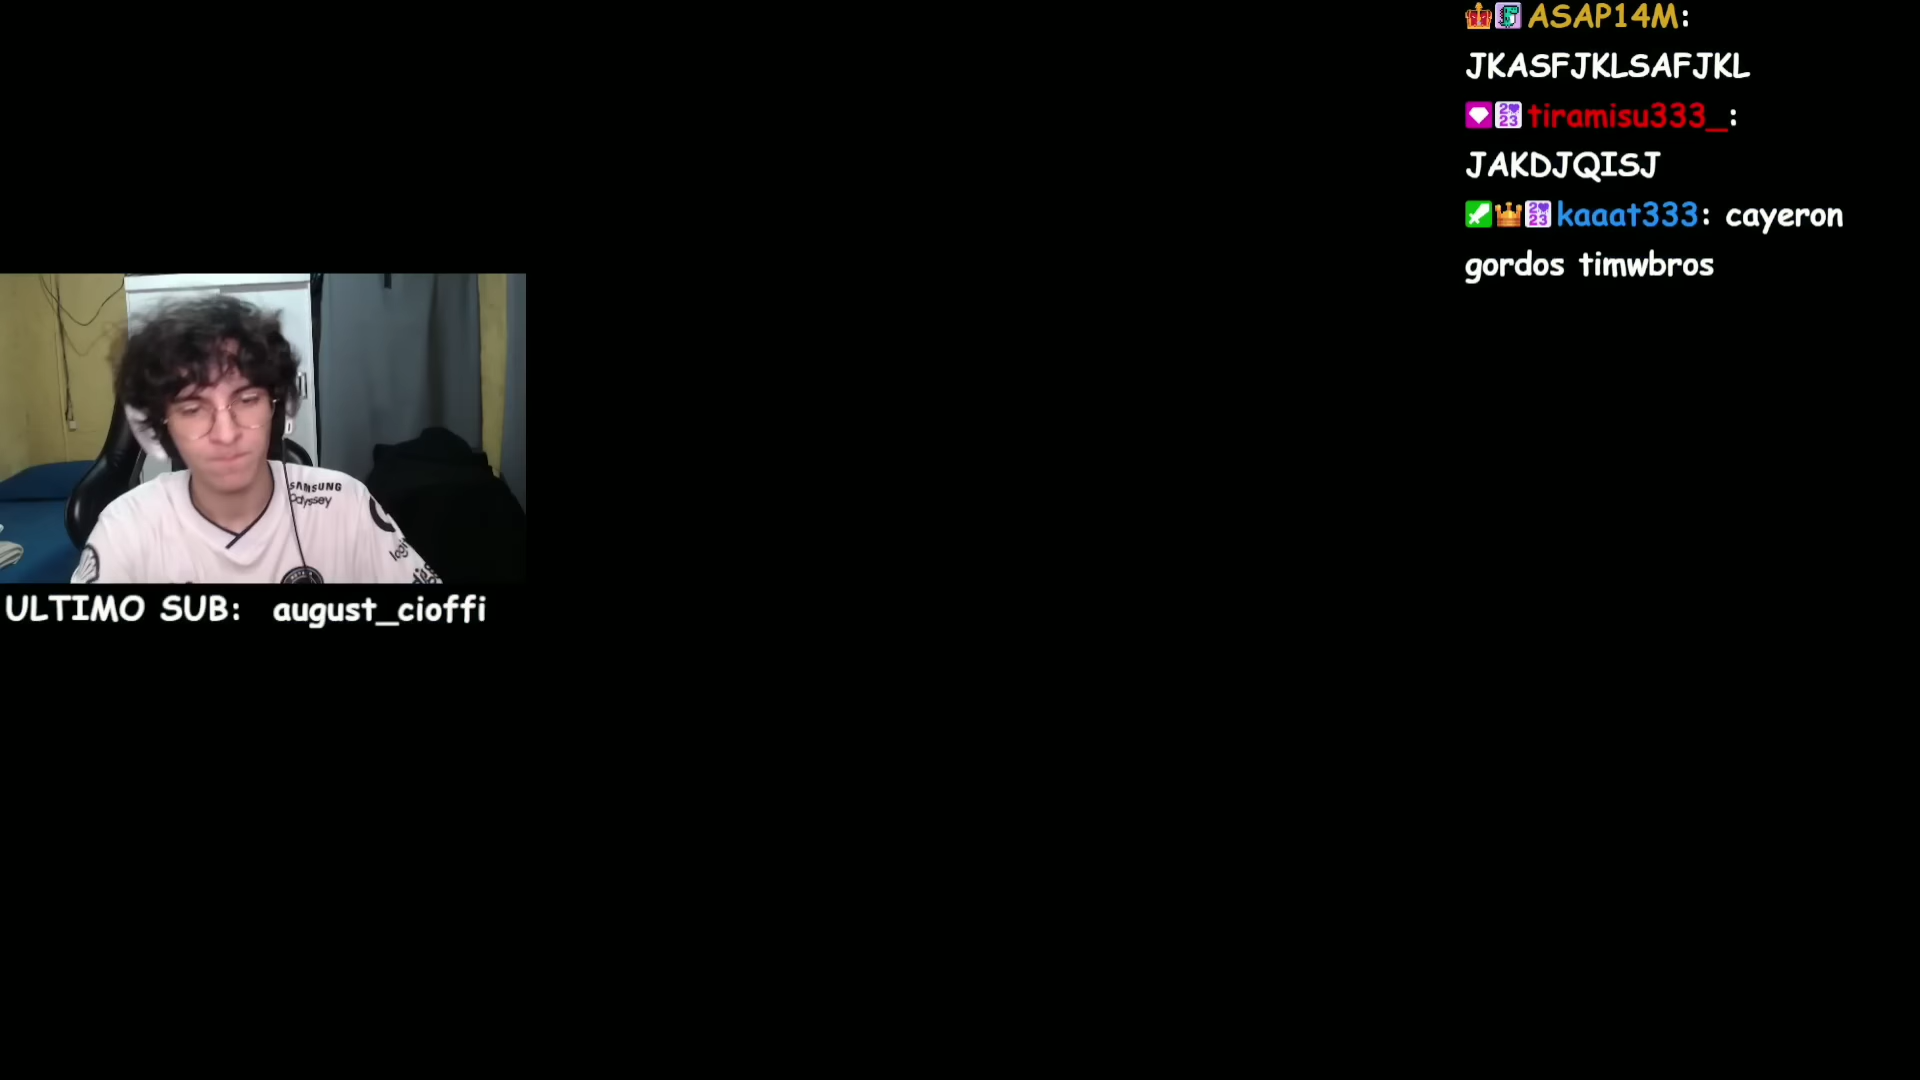 ASAP14M:
JKASFJKLSAFJKL
tiramisu333_:
JAKDJQISJ
kaaat333: cayeron
gordos timwbros
SAMSUNG
Odyssey
ULTIMO SUB: august_cioffi